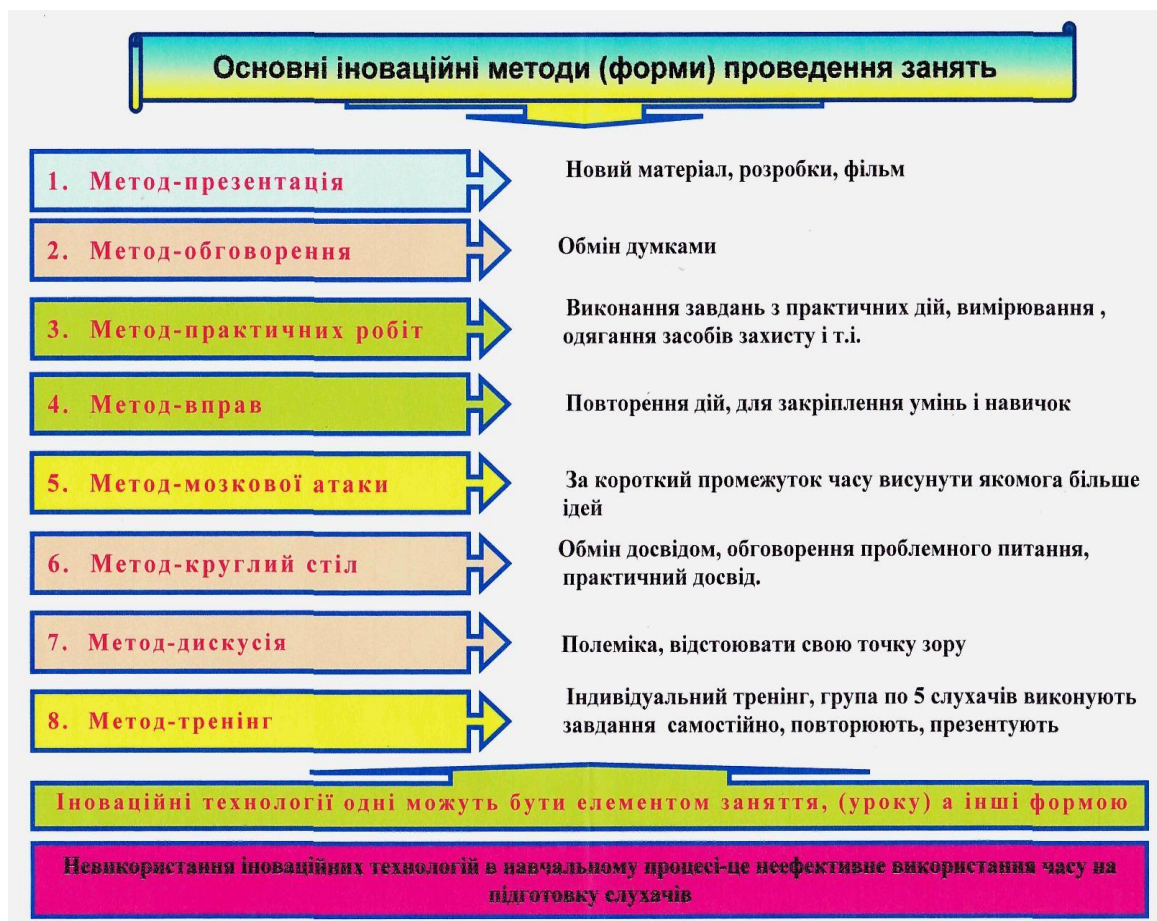 Основні іноваційні методи (форми) проведення занять
1. Метод-презентація
Новий матеріал, розробки, фільм
2. Метод-обговорення
Обмін думками
3. Метод-практичних робіт
Виконання завдань з практичних дій, вимірювання ,
одягання засобів захисту і т.і.
4. Метод-вправ
Повторення дій, для закріплення умінь і навичок
5. Метод-мозкової атаки
За короткий промежуток часу висунути якомога більше
ідей
6. Метод-круглий стіл
Обмін досвідом, обговорення проблемного питання,
практичний досвід.
7. Метод-дискусія
Полеміка, відстоювати свою точку зору
8. Метод-тренінг
Індивідуальний тренінг, група по 5 слухачів виконують
завдання самостійно, повторюють, презентують
Іноваційні технології одні можуть бути елементом заняття, (уроку) а інші формою
Невикористання іноваційних технологій в навчальному процесі-це неефективне використання часу на
підготовку слухачів